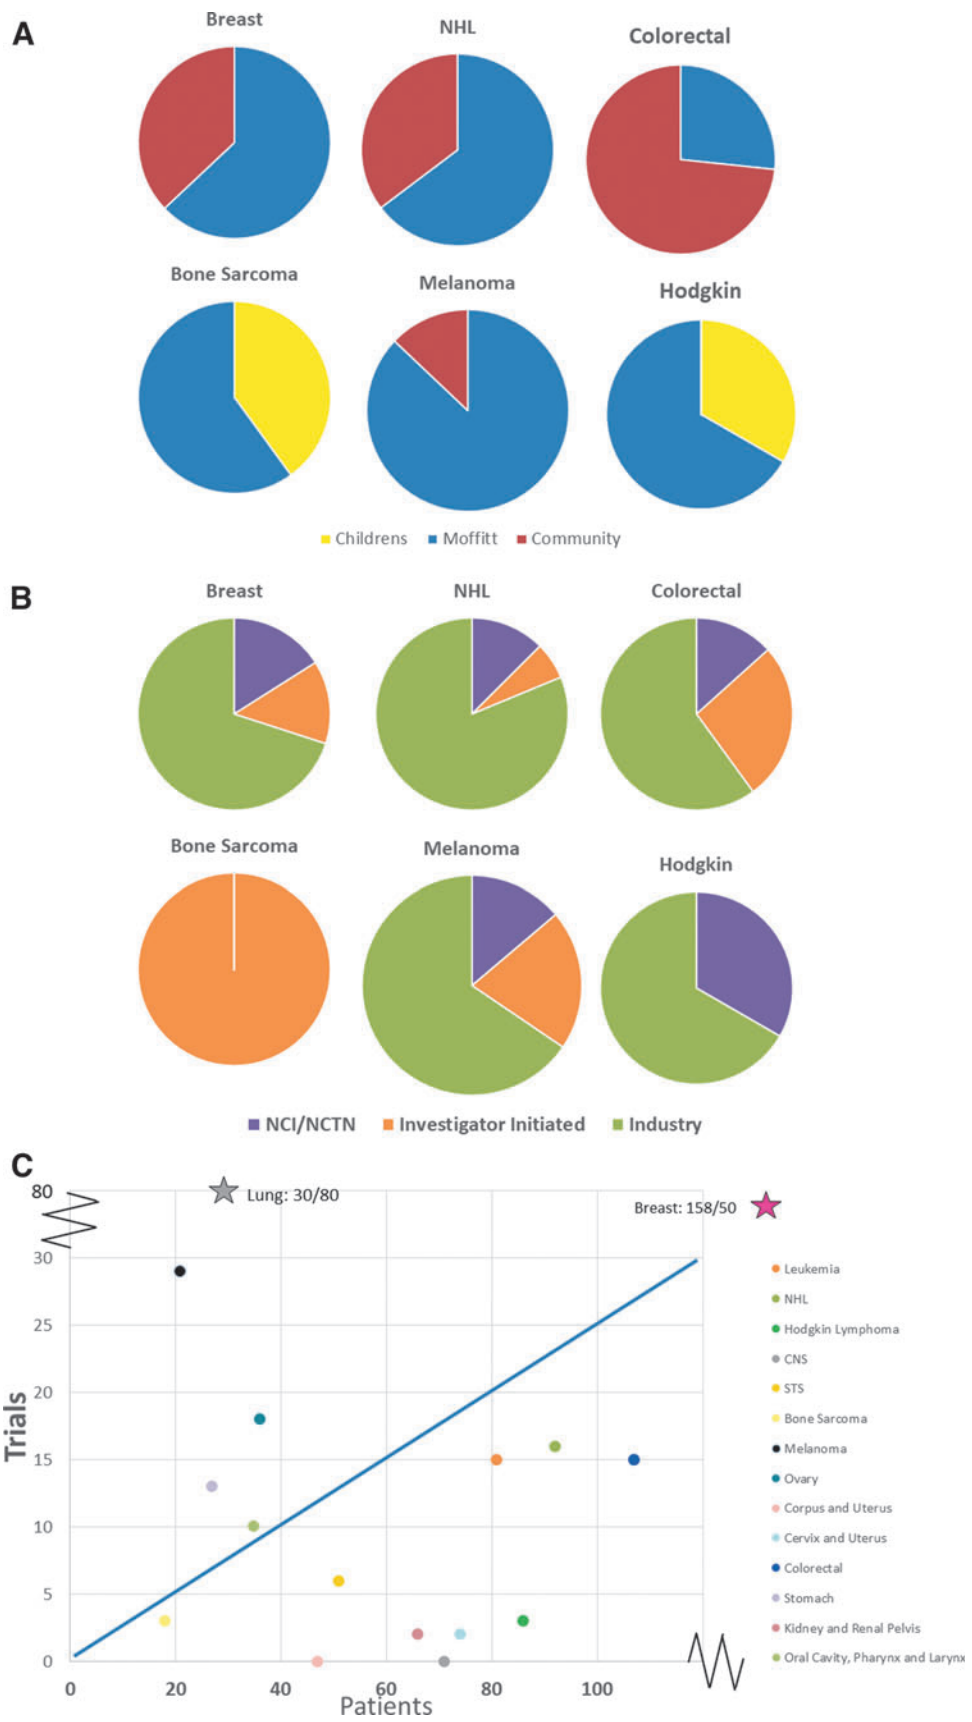 A
Breast
NHL
Colorectal
Bone Sarcoma
Melanoma
Hodgkin
Childrens Moffitt Community
B
Breast
NHL
Colorectal
Bone Sarcoma
Melanoma
Hodgkin
NCI/NCTN Investigator Initiated Industry
C
80
Lung: 30/80
Breast: 158/50
30
25
20
15
10
5
0
Trials
0 20 40 60 80 100
Patients
Leukemia
NHL
Hodgkin Lymphoma
CNS
STS
Bone Sarcoma
Melanoma
Ovary
Corpus and Uterus
Cervix and Uterus
Colorectal
Stomach
Kidney and Renal Pelvis
Oral Cavity, Pharynx and Larynx